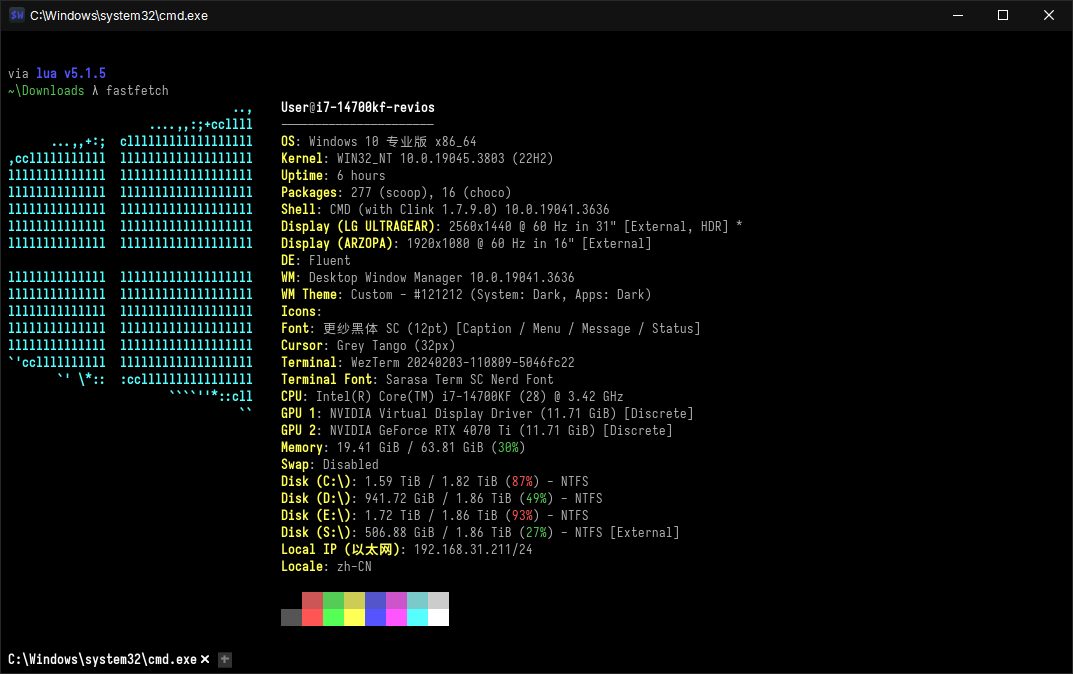 C:\Windows\system32\cmd.exe
via lua v5.1.5
~\Downloads λ fastfetch
..,
....,,:;+ccllll
...,,+:;  cllllllllllllllllll
,cclllllllllll  lllllllllllllllllll
llllllllllllll  lllllllllllllllllll
llllllllllllll  lllllllllllllllllll
llllllllllllll  lllllllllllllllllll
llllllllllllll  lllllllllllllllllll
llllllllllllll  lllllllllllllllllll
llllllllllllll  lllllllllllllllllll
llllllllllllll  lllllllllllllllllll
llllllllllllll  lllllllllllllllllll
llllllllllllll  lllllllllllllllllll
llllllllllllll  lllllllllllllllllll
`'ccllllllllll  lllllllllllllllllll
`' \*::  :ccllllllllllllllll
````''*::cll
``
User@i7-14700kf-revios
----------------------
OS: Windows 10 专业版 x86_64
Kernel: WIN32_NT 10.0.19045.3803 (22H2)
Uptime: 6 hours
Packages: 277 (scoop), 16 (choco)
Shell: CMD (with Clink 1.7.9.0) 10.0.19041.3636
Display (LG ULTRAGEAR): 2560x1440 @ 60 Hz in 31" [External, HDR] *
Display (ARZOPA): 1920x1080 @ 60 Hz in 16" [External]
DE: Fluent
WM: Desktop Window Manager 10.0.19041.3636
WM Theme: Custom - #121212 (System: Dark, Apps: Dark)
Icons:
Font: 更纱黑体 SC (12pt) [Caption / Menu / Message / Status]
Cursor: Grey Tango (32px)
Terminal: WezTerm 20240203-110809-5046fc22
Terminal Font: Sarasa Term SC Nerd Font
CPU: Intel(R) Core(TM) i7-14700KF (28) @ 3.42 GHz
GPU 1: NVIDIA Virtual Display Driver (11.71 GiB) [Discrete]
GPU 2: NVIDIA GeForce RTX 4070 Ti (11.71 GiB) [Discrete]
Memory: 19.41 GiB / 63.81 GiB (30%)
Swap: Disabled
Disk (C:\): 1.59 TiB / 1.82 TiB (87%) - NTFS
Disk (D:\): 941.72 GiB / 1.86 TiB (49%) - NTFS
Disk (E:\): 1.72 TiB / 1.86 TiB (93%) - NTFS
Disk (S:\): 506.88 GiB / 1.86 TiB (27%) - NTFS [External]
Local IP (以太网): 192.168.31.211/24
Locale: zh-CN
C:\Windows\system32\cmd.exe × +